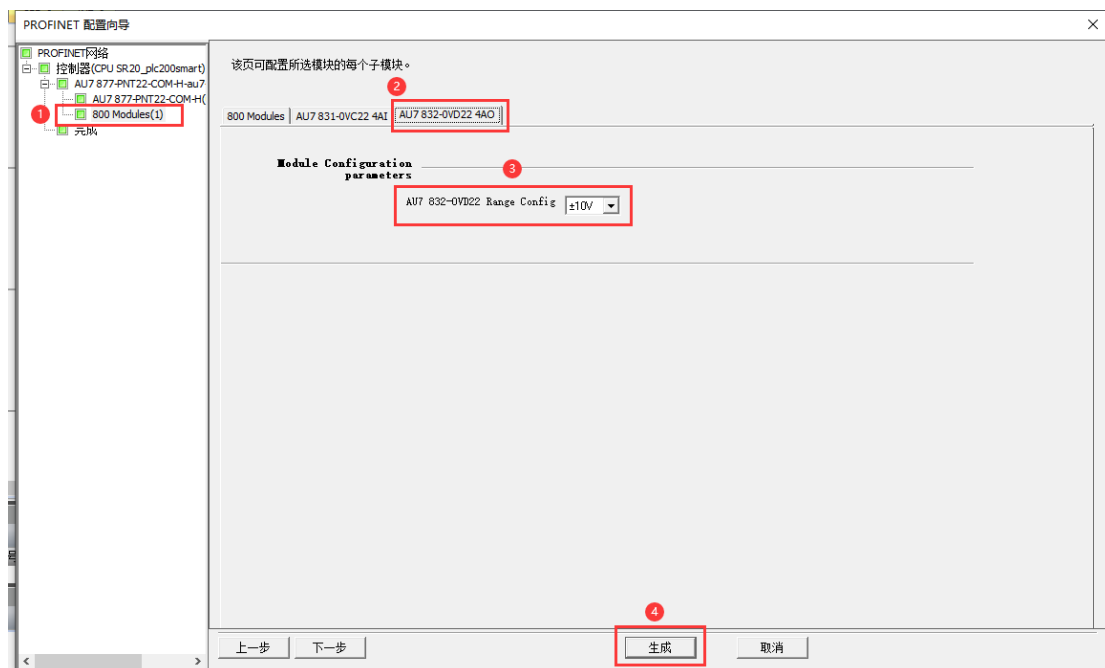 PROFINET 配置向导
PROFINET网络
控制器(CPU SR20_plc200smart)
AU7 877-PNT22-COM-H-au7
AU7 877-PNT22-COM-H(
1
800 Modules(1)
完成
该页可配置所选模块的每个子模块。
2
800 Modules
AU7 831-0VC22 4AI
AU7 832-0VD22 4AO
Module Configuration
parameters
3
AU7 832-0VD22 Range Config
±10V
4
上一步
下一步
生成
取消